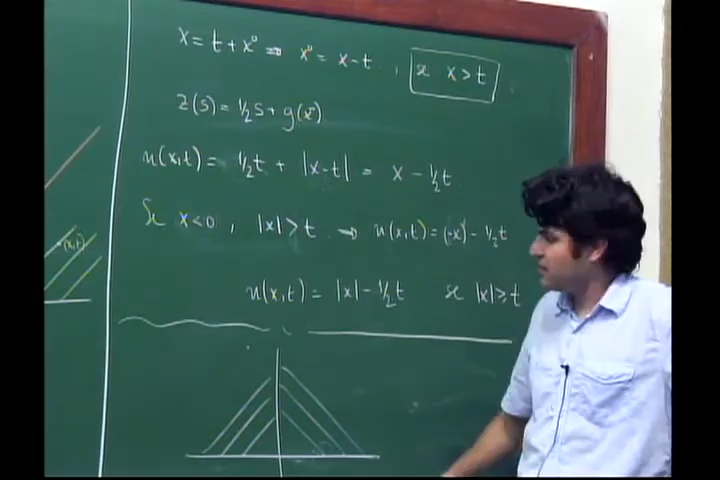 x = t + x⁰ ⇒ x⁰ = x - t , se x > t
z(s) = ½s + g(x⁰)
u(x,t) = ½t + |x-t| = x - ½t
Se x<0 , |x|>t → u(x,t) = (-x) - ½t
(x,t)
u(x,t) = |x| - ½t se |x|>t